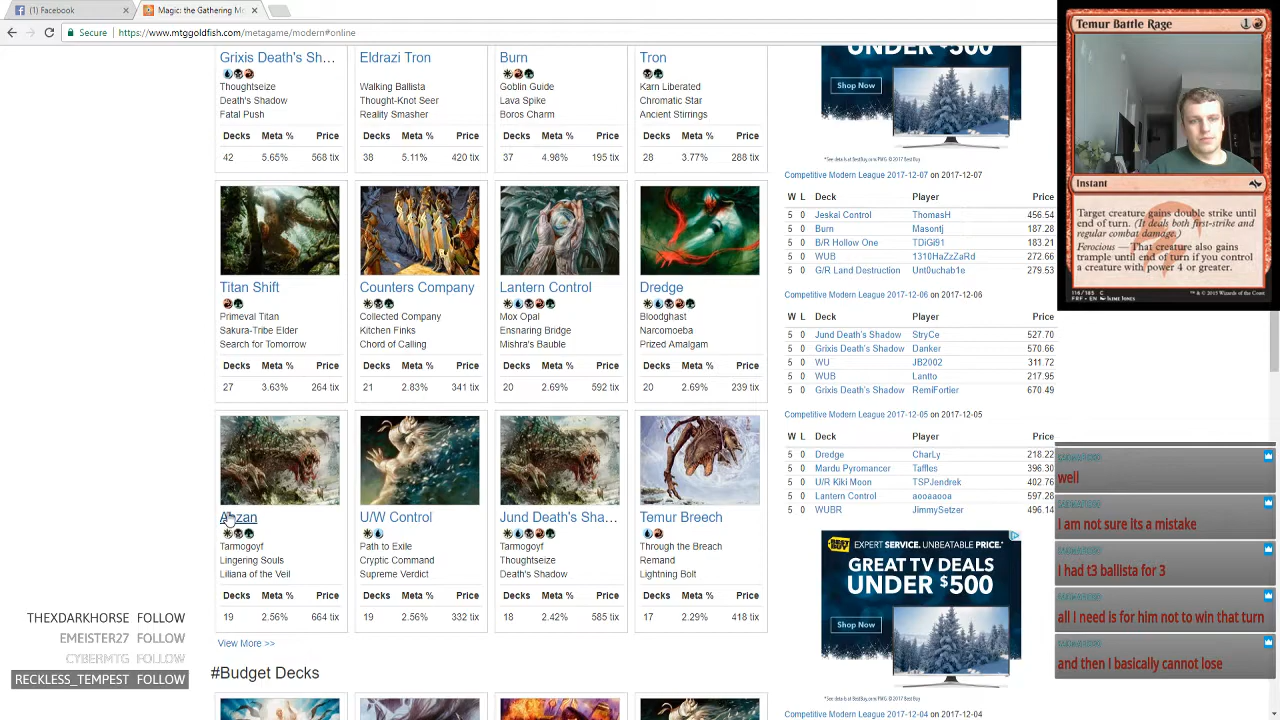 (1) Facebook
Magic: the Gathering Mo
Secure https://www.mtggoldfish.com/metagame/modern#online
Grixis Death's Sh... Eldrazi Tron Burn Tron
Thoughtseize Walking Ballista Goblin Guide Karn Liberated
Death's Shadow Thought-Knot Seer Lava Spike Chromatic Star
Fatal Push Reality Smasher Boros Charm Ancient Stirrings
Decks Meta % Price Decks Meta % Price Decks Meta % Price Decks Meta % Price
42 5.65% 568 tix 38 5.11% 420 tix 37 4.98% 195 tix 28 3.77% 288 tix
Titan Shift Counters Company Lantern Control Dredge
Primeval Titan Collected Company Mox Opal Bloodghast
Sakura-Tribe Elder Kitchen Finks Ensnaring Bridge Narcomoeba
Search for Tomorrow Chord of Calling Mishra's Bauble Prized Amalgam
Decks Meta % Price Decks Meta % Price Decks Meta % Price Decks Meta % Price
27 3.63% 264 tix 21 2.83% 341 tix 20 2.69% 592 tix 20 2.69% 239 tix
U/W Control Jund Death's Sha... Temur Breech
Tarmogoyf Path to Exile Tarmogoyf Through the Breach
Lingering Souls Cryptic Command Thoughtseize Remand
Liliana of the Veil Supreme Verdict Death's Shadow Lightning Bolt
Decks Meta % Price Decks Meta % Price Decks Meta % Price Decks Meta % Price
19 2.56% 664 tix 19 2.56% 332 tix 18 2.42% 585 tix 17 2.29% 418 tix
View More >>
#Budget Decks
THEXDARKHORSE FOLLOW
EMEISTER27 FOLLOW
CYBERMTG FOLLOW
RECKLESS_TEMPEST FOLLOW
UNDER $500
Shop Now
Competitive Modern League 2017-12-07 on 2017-12-07
W L Deck Player Price
5 0 Jeskai Control ThomasH 456.54
5 0 Burn Masontj 187.28
5 0 B/R Hollow One TDiGi91 183.21
5 0 WUB 1310HaZzZaRd 272.66
5 0 G/R Land Destruction Unt0uchab1e 279.53
Competitive Modern League 2017-12-06 on 2017-12-06
W L Deck Player Price
5 0 Jund Death's Shadow StryCe 527.70
5 0 Grixis Death's Shadow Danker 570.66
5 0 WU JB2002 311.72
5 0 WUB Lantto 217.95
5 0 Grixis Death's Shadow RemiFortier 670.49
Competitive Modern League 2017-12-05 on 2017-12-05
W L Deck Player Price
5 0 Dredge CharLy 218.22
5 0 Mardu Pyromancer Taffles 396.30
5 0 U/R Kiki Moon TSPJendrek 402.76
5 0 Lantern Control aooaaooa 597.28
5 0 WUBR JimmySetzer 496.14
BEST BUY EXPERT SERVICE. UNBEATABLE PRICE.
GREAT TV DEALS
UNDER $500
Shop Now
Competitive Modern League 2017-12-04 on 2017-12-04
Temur Battle Rage 1
Instant
Target creature gains double strike until
end of turn. (It deals both first-strike and
regular combat damage.)
Ferocious — That creature also gains
trample until end of turn if you control
a creature with power 4 or greater.
116/185 C
well
I am not sure its a mistake
I had t3 ballista for 3
all I need is for him not to win that turn
and then I basically cannot lose